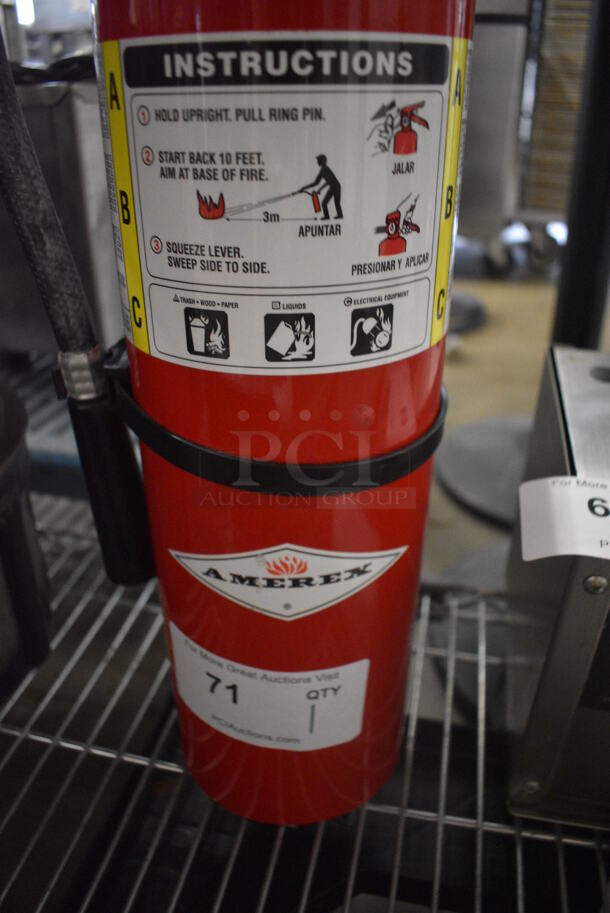 INSTRUCTIONS
A
A
1 HOLD UPRIGHT. PULL RING PIN.
JALAR
2 START BACK 10 FEET.
AIM AT BASE OF FIRE.
3m
APUNTAR
B
B
3 SQUEEZE LEVER.
SWEEP SIDE TO SIDE.
PRESIONAR Y APLICAR
C
C
A TRASH • WOOD • PAPER
B LIQUIDS
C ELECTRICAL EQUIPMENT
PCI
AUCTION GROUP
AMEREX
®
For More Great Auctions Visit
71
QTY
1
PCIAuctions.com
For More
6
P